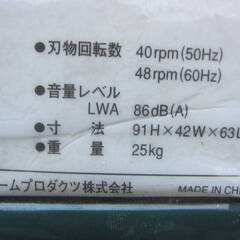 ●刃物回転数 40rpm(50Hz)
48rpm(60Hz)
●音量レベル
LWA 86dB(A)
●寸 法 91H×42W×63L
●重 量 25kg
ームプロダクツ株式会社 MADE IN CHI